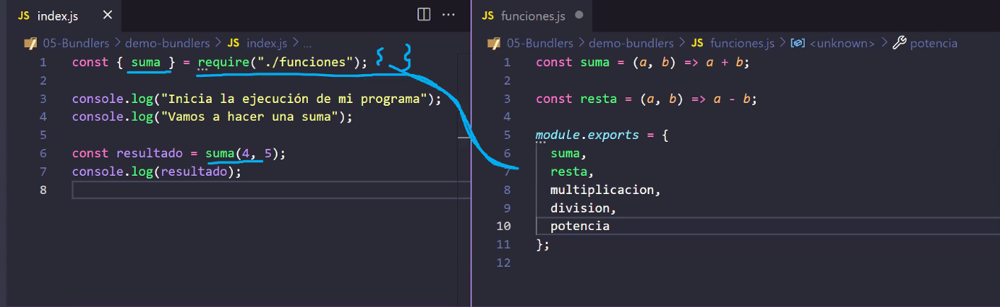 JS index.js ×
05-Bundlers > demo-bundlers > JS index.js > ...
1 const { suma } = require("./funciones");
2
3 console.log("Inicia la ejecución de mi programa");
4 console.log("Vamos a hacer una suma");
5
6 const resultado = suma(4, 5);
7 console.log(resultado);
8
JS funciones.js
05-Bundlers > demo-bundlers > JS funciones.js > <unknown> > potencia
1 const suma = (a, b) => a + b;
2
3 const resta = (a, b) => a - b;
4
5 module.exports = {
6 suma,
7 resta,
8 multiplicacion,
9 division,
10 potencia
11 };
12